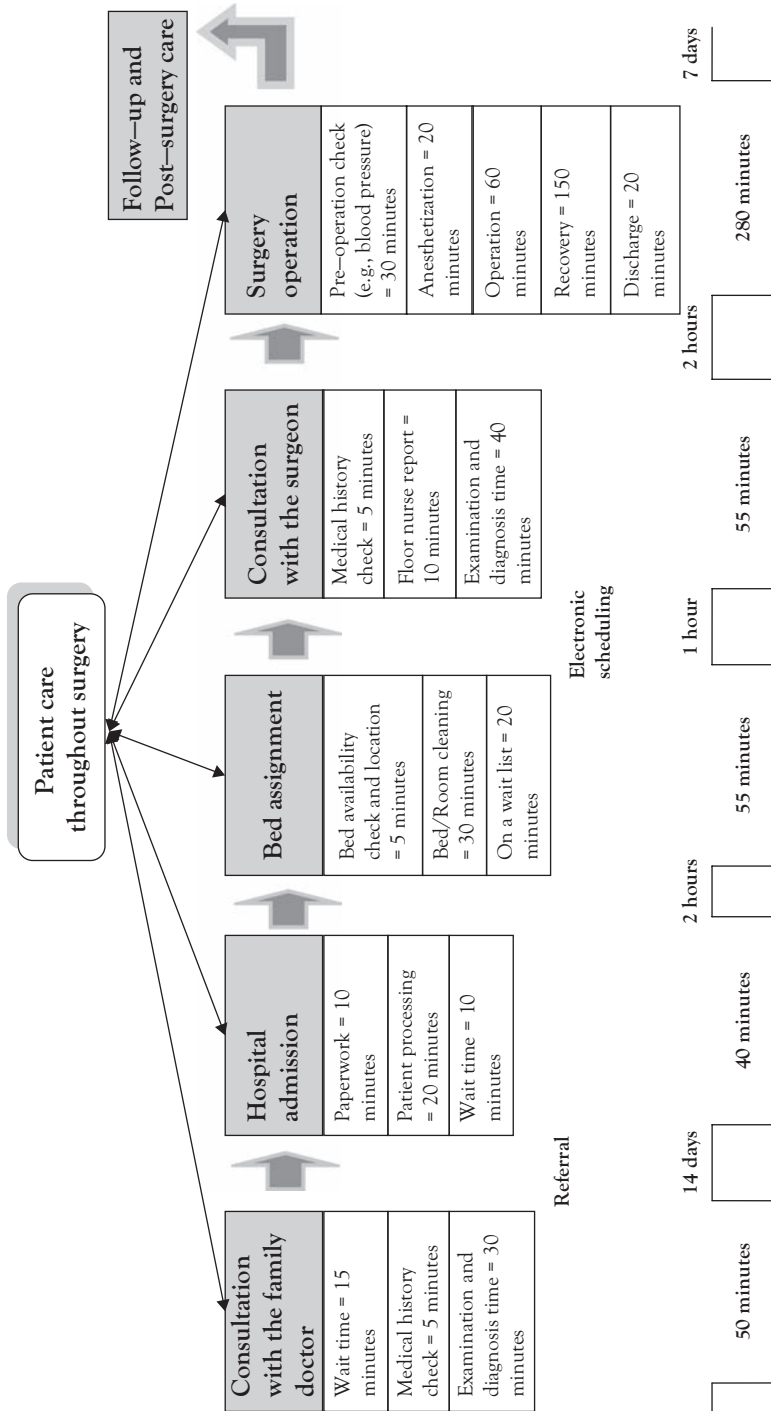 Patient care
throughout surgery
Follow–up and
Post–surgery care
Consultation
with the family
doctor
Wait time = 15
minutes
Medical history
check = 5 minutes
Examination and
diagnosis time = 30
minutes
Referral
Hospital
admission
Paperwork = 10
minutes
Patient processing
= 20 minutes
Wait time = 10
minutes
Bed assignment
Bed availability
check and location
= 5 minutes
Bed/Room cleaning
= 30 minutes
On a wait list = 20
minutes
Electronic
scheduling
Consultation
with the surgeon
Medical history
check = 5 minutes
Floor nurse report =
10 minutes
Examination and
diagnosis time = 40
minutes
Surgery
operation
Pre–operation check
(e.g., blood pressure)
= 30 minutes
Anesthetization = 20
minutes
Operation = 60
minutes
Recovery = 150
minutes
Discharge = 20
minutes
50 minutes
14 days
40 minutes
2 hours
55 minutes
1 hour
55 minutes
2 hours
280 minutes
7 days